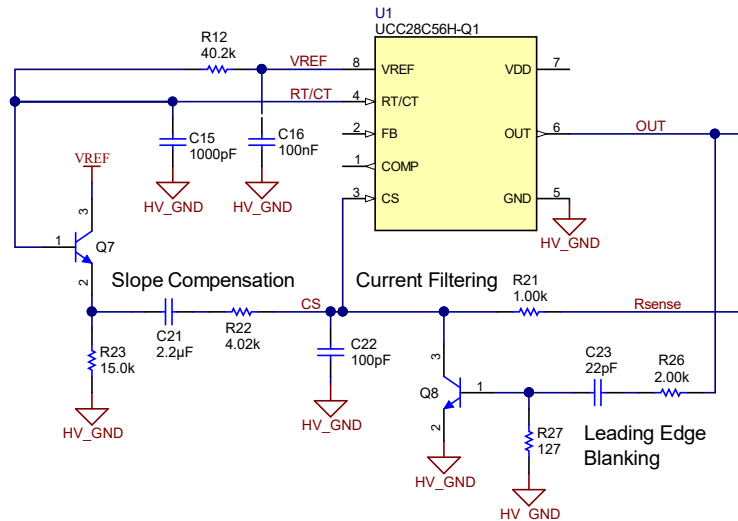 U1
UCC28C56H-Q1
R12
40.2k
VREF
8
VREF
VDD
7
RT/CT
4
RT/CT
2
FB
OUT
6
OUT
C15
1000pF
C16
100nF
1
COMP
3
CS
GND
5
VREF
HV_GND
HV_GND
HV_GND
3
1
Q7
2
Slope Compensation
Current Filtering
R21
1.00k
CS
Rsense
C21
2.2µF
R22
4.02k
R23
15.0k
C22
100pF
3
Q8
1
2
C23
22pF
R26
2.00k
HV_GND
HV_GND
R27
127
Leading Edge
Blanking
HV_GND
HV_GND